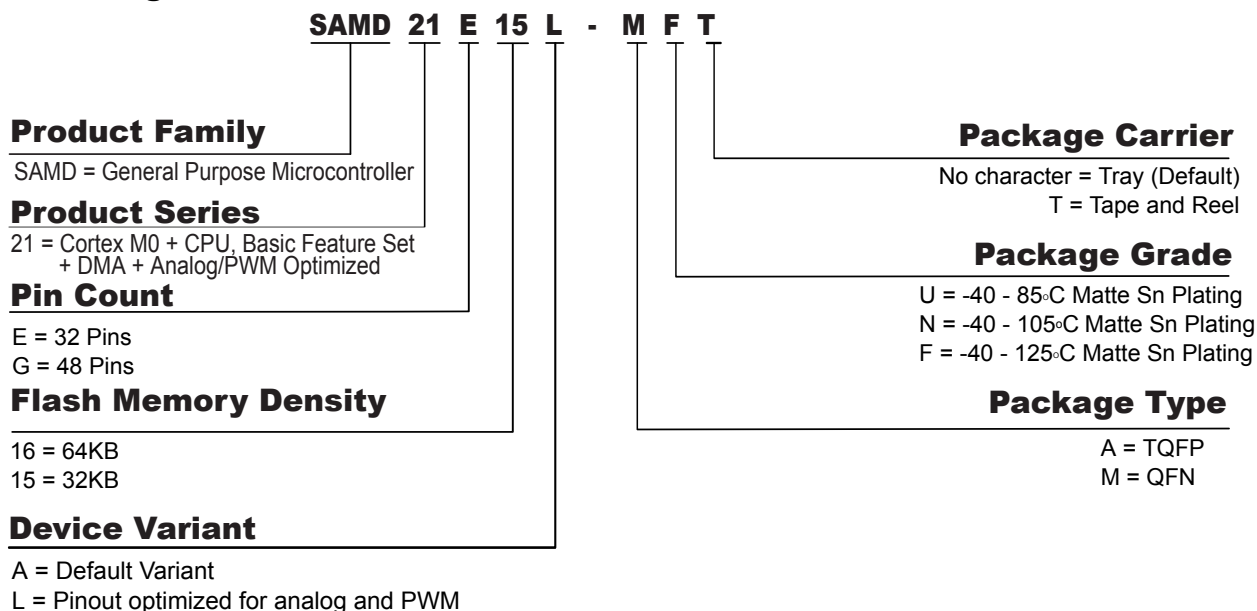 SAMD 21 E 15 L - M F T
Product Family
SAMD = General Purpose Microcontroller
Product Series
21 = Cortex M0 + CPU, Basic Feature Set
+ DMA + Analog/PWM Optimized
Pin Count
E = 32 Pins
G = 48 Pins
Flash Memory Density
16 = 64KB
15 = 32KB
Device Variant
A = Default Variant
L = Pinout optimized for analog and PWM
Package Carrier
No character = Tray (Default)
T = Tape and Reel
Package Grade
U = -40 - 85°C Matte Sn Plating
N = -40 - 105°C Matte Sn Plating
F = -40 - 125°C Matte Sn Plating
Package Type
A = TQFP
M = QFN